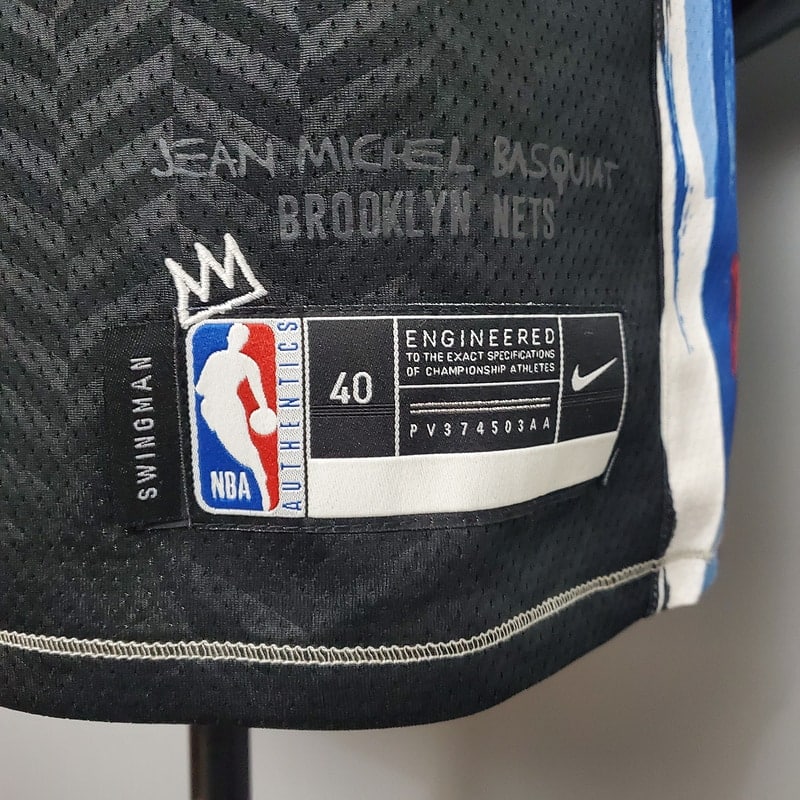 JEAN MICHEL BASQUIAT
BROOKLYN NETS
SWINGMAN
NBA
AUTHENTICS
40
ENGINEERED
TO THE EXACT SPECIFICATIONS
OF CHAMPIONSHIP ATHLETES
PV374503AA